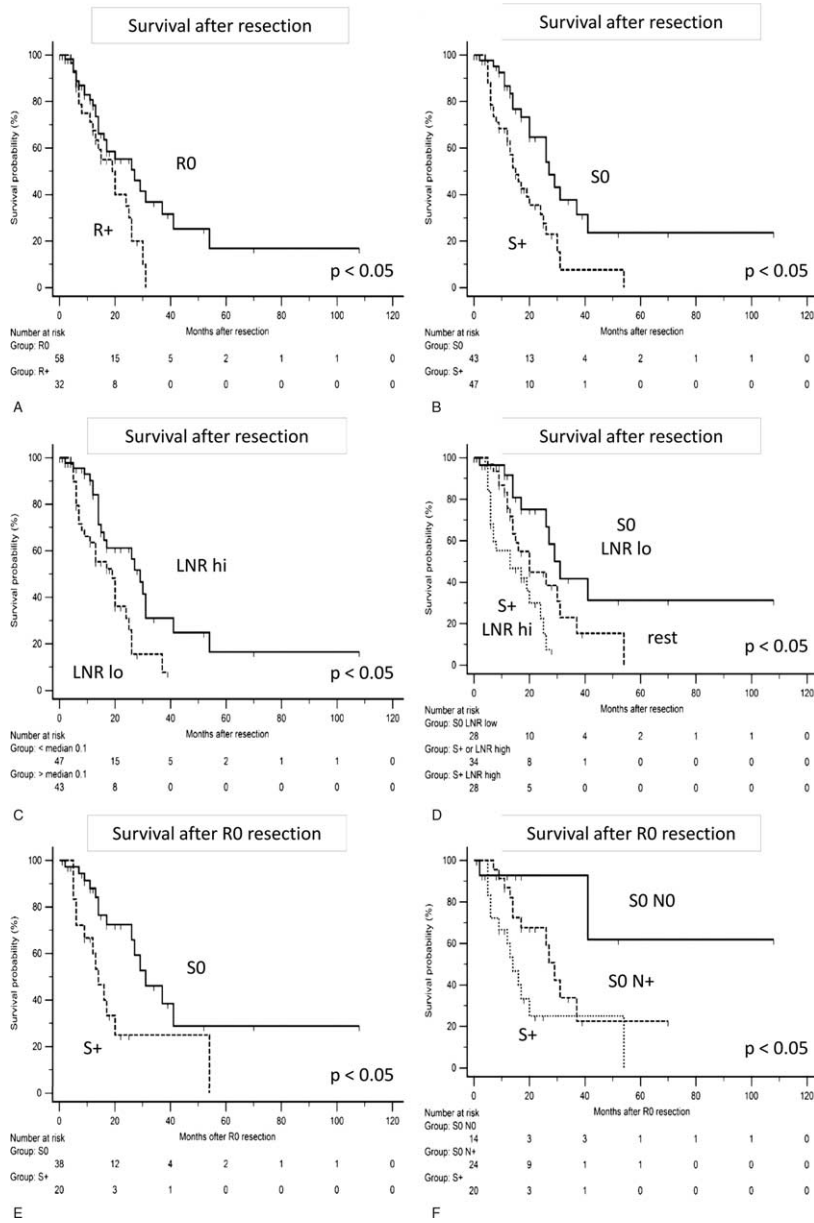 Survival after resection
Survival probability (%)
100
80
60
40
20
0
R0
R+
p < 0.05
0 20 40 60 80 100 120
Months after resection
Number at risk
Group: R0
58 15 5 2 1 1 0
Group: R+
32 8 0 0 0 0 0
A
Survival after resection
Survival probability (%)
100
80
60
40
20
0
S0
S+
p < 0.05
0 20 40 60 80 100 120
Months after resection
Number at risk
Group: S0
43 13 4 2 1 1 0
Group: S+
47 10 1 0 0 0 0
B
Survival after resection
Survival probability (%)
100
80
60
40
20
0
LNR hi
LNR lo
p < 0.05
0 20 40 60 80 100 120
Months after resection
Number at risk
Group: < median 0.1
47 15 5 2 1 1 0
Group: > median 0.1
43 8 0 0 0 0 0
C
Survival after resection
Survival probability (%)
100
80
60
40
20
0
S0
LNR lo
S+
LNR hi
rest
p < 0.05
0 20 40 60 80 100 120
Months after resection
Number at risk
Group: S0 LNR low
28 10 4 2 1 1 0
Group: S+ or LNR high
34 8 1 0 0 0 0
Group: S+ LNR high
28 5 0 0 0 0 0
D
Survival after R0 resection
Survival probability (%)
100
80
60
40
20
0
S0
S+
p < 0.05
0 20 40 60 80 100 120
Months after R0 resection
Number at risk
Group: S0
38 12 4 2 1 1 0
Group: S+
20 3 1 0 0 0 0
E
Survival after R0 resection
Survival probability (%)
100
80
60
40
20
0
S0 N0
S0 N+
S+
p < 0.05
0 20 40 60 80 100 120
Months after R0 resection
Number at risk
Group: S0 N0
14 3 3 1 1 1 0
Group: S0 N+
24 9 1 1 0 0 0
Group: S+
20 3 1 0 0 0 0
F